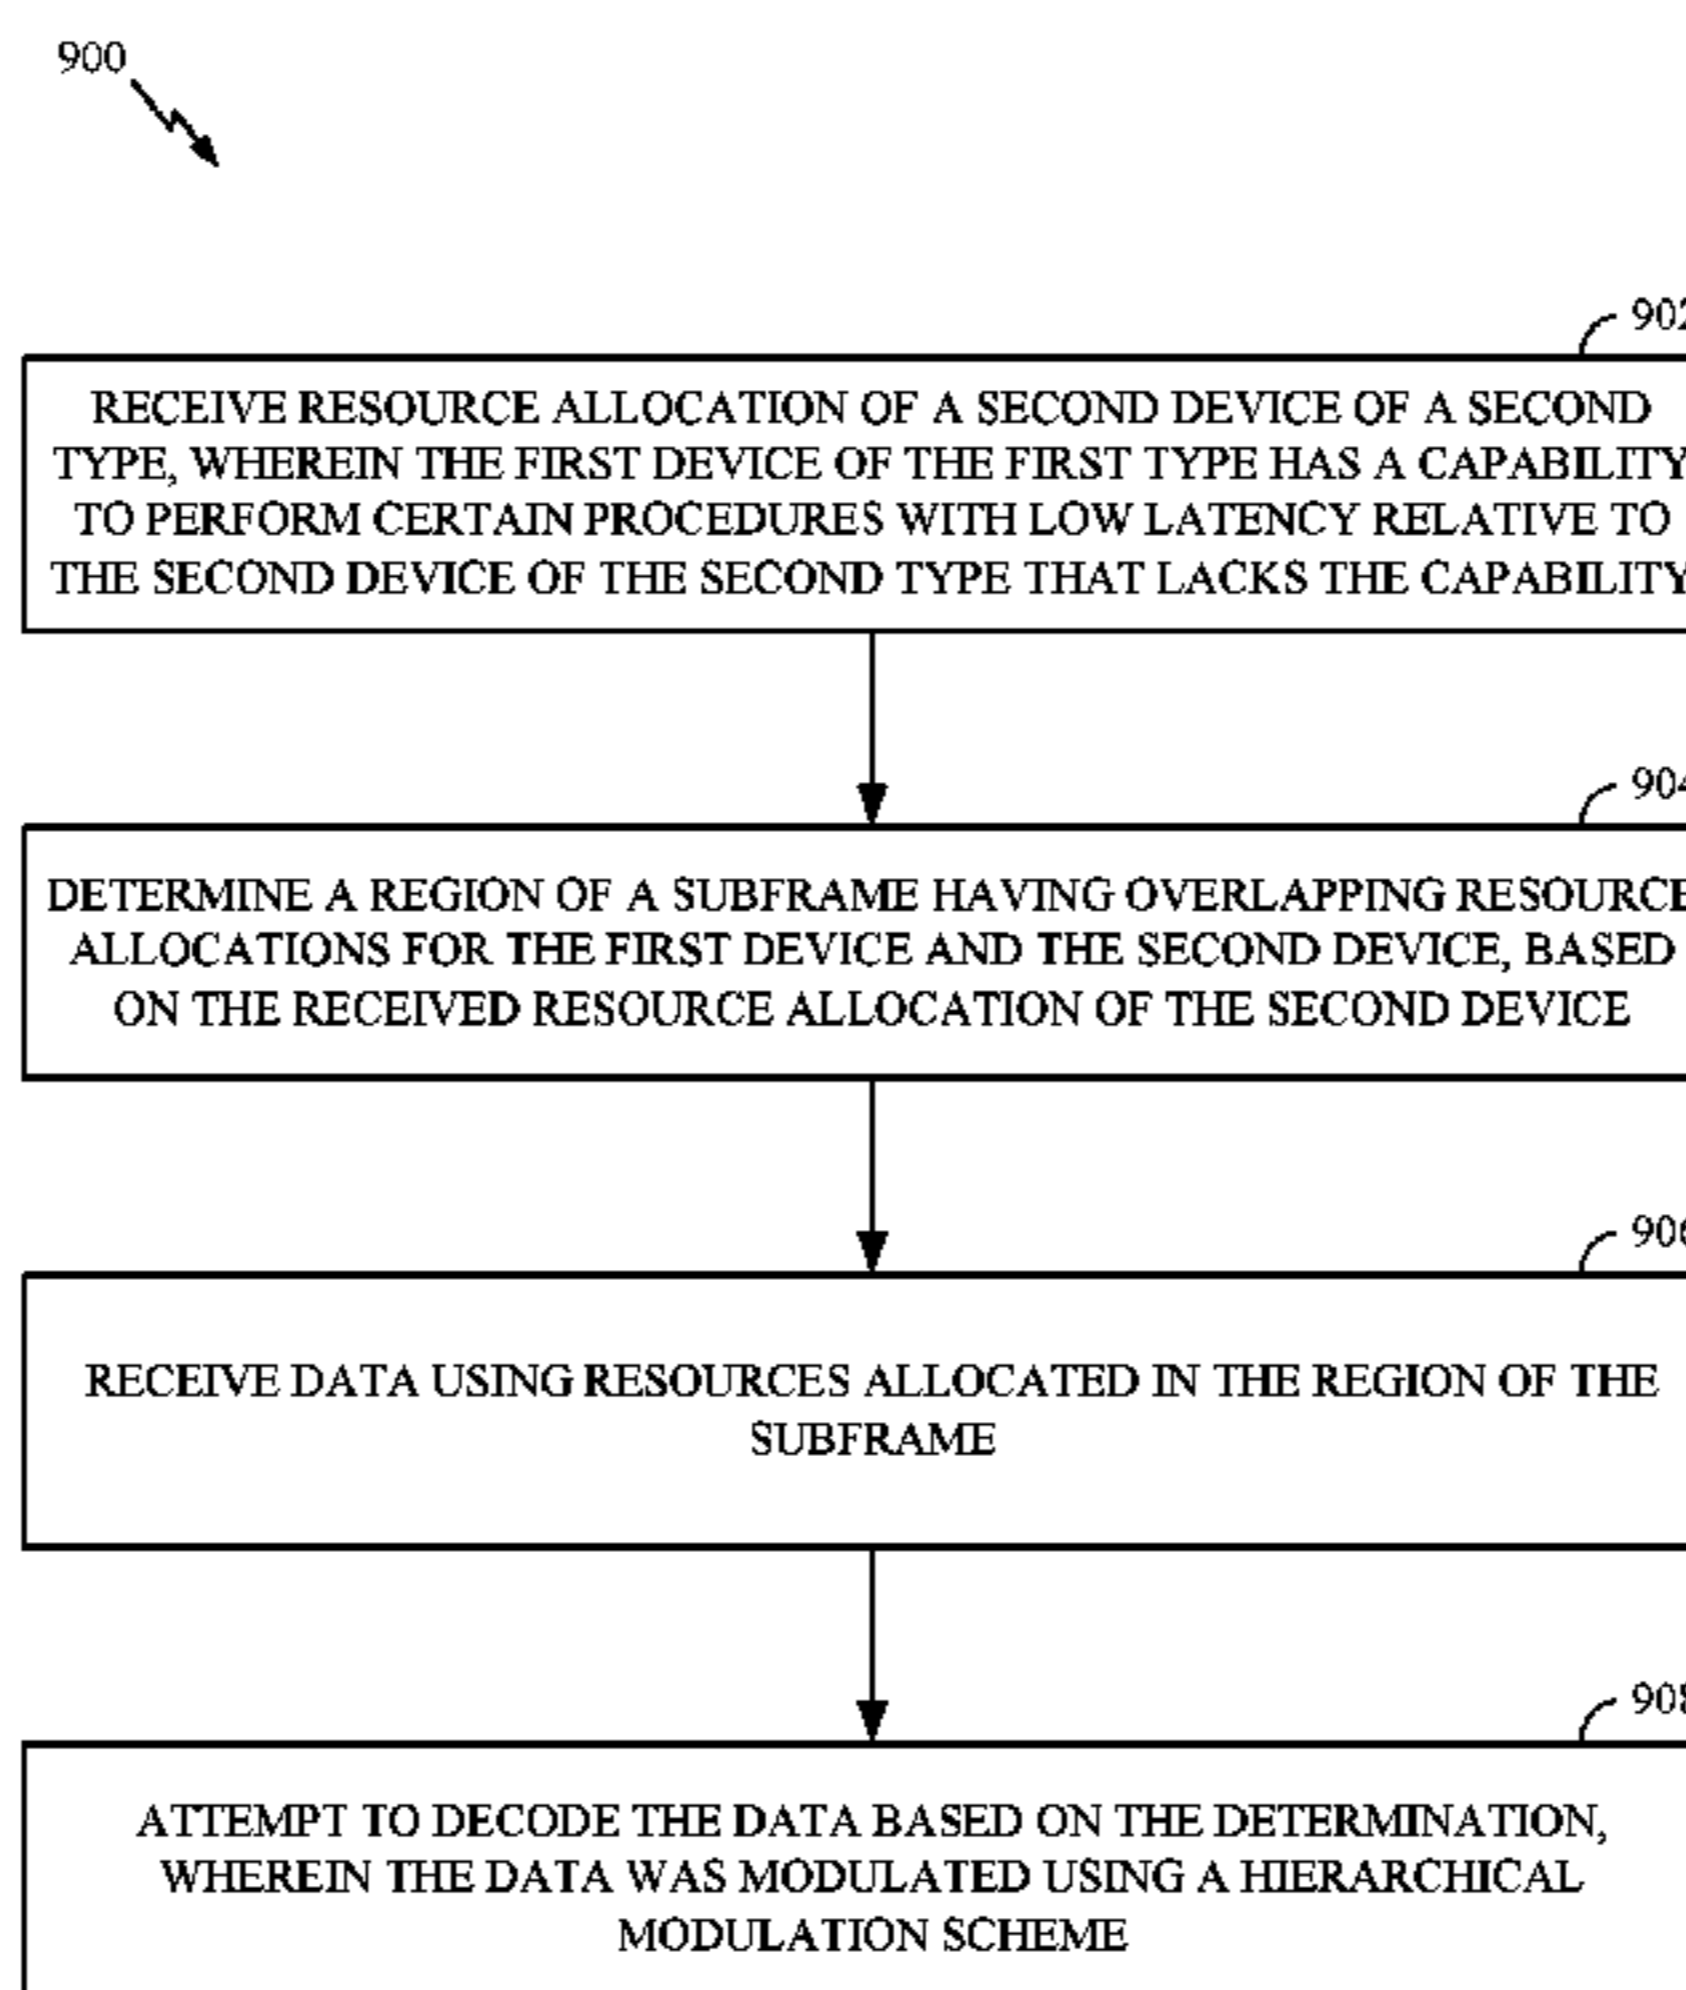 900
902
RECEIVE RESOURCE ALLOCATION OF A SECOND DEVICE OF A SECOND
TYPE, WHEREIN THE FIRST DEVICE OF THE FIRST TYPE HAS A CAPABILITY
TO PERFORM CERTAIN PROCEDURES WITH LOW LATENCY RELATIVE TO
THE SECOND DEVICE OF THE SECOND TYPE THAT LACKS THE CAPABILITY
904
DETERMINE A REGION OF A SUBFRAME HAVING OVERLAPPING RESOURCE
ALLOCATIONS FOR THE FIRST DEVICE AND THE SECOND DEVICE, BASED
ON THE RECEIVED RESOURCE ALLOCATION OF THE SECOND DEVICE
906
RECEIVE DATA USING RESOURCES ALLOCATED IN THE REGION OF THE
SUBFRAME
908
ATTEMPT TO DECODE THE DATA BASED ON THE DETERMINATION,
WHEREIN THE DATA WAS MODULATED USING A HIERARCHICAL
MODULATION SCHEME